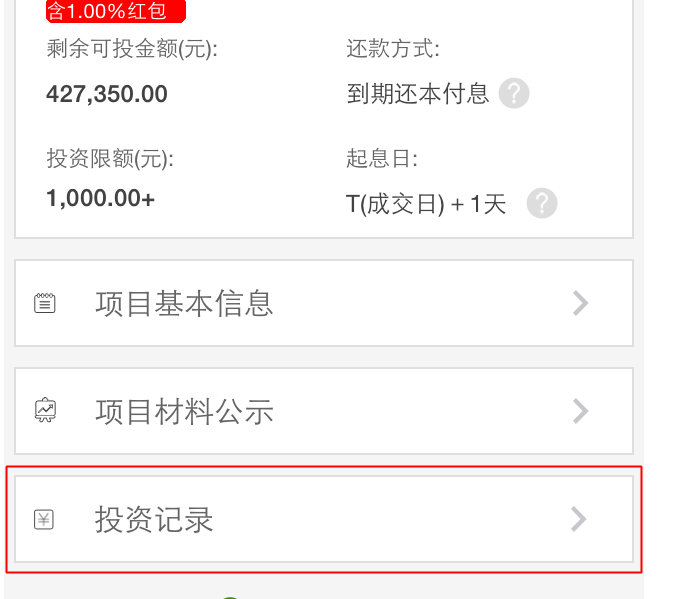 含1.00%红包
剩余可投金额(元): 还款方式:
427,350.00 到期还本付息 ?
投资限额(元): 起息日:
1,000.00+ T(成交日)+1天 ?
项目基本信息
项目材料公示
¥ 投资记录